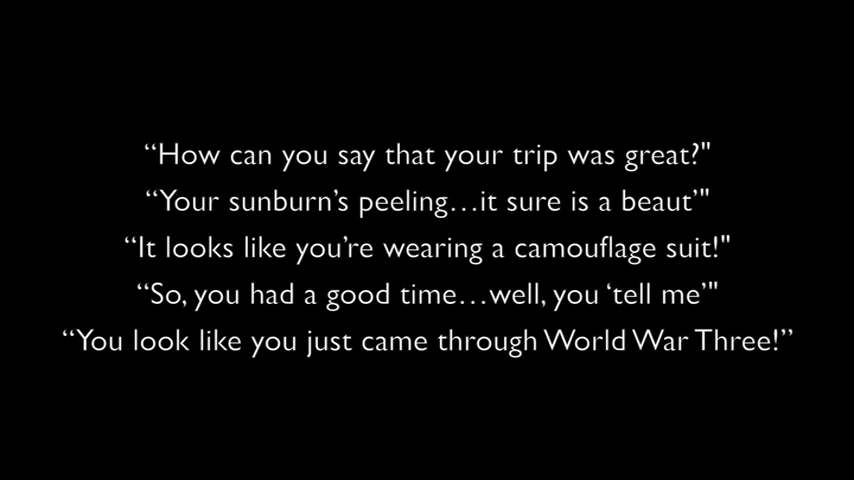 “How can you say that your trip was great?"
“Your sunburn’s peeling…it sure is a beaut’"
“It looks like you’re wearing a camouflage suit!"
“So, you had a good time…well, you ‘tell me’"
“You look like you just came through World War Three!”